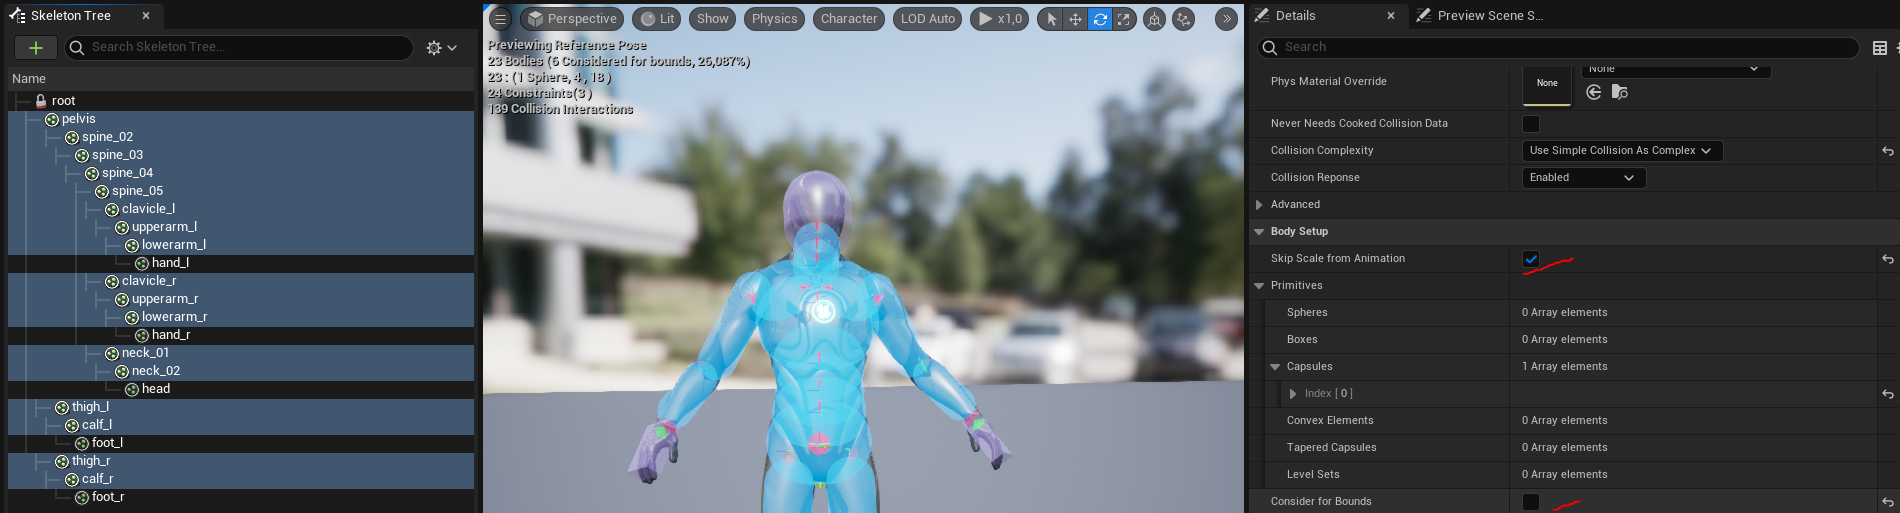 Skeleton Tree
Search Skeleton Tree...
Name
root
pelvis
spine_02
spine_03
spine_04
spine_05
clavicle_l
upperarm_l
lowerarm_l
hand_l
clavicle_r
upperarm_r
lowerarm_r
hand_r
neck_01
neck_02
head
thigh_l
calf_l
foot_l
thigh_r
calf_r
foot_r
Perspective Lit Show Physics Character LOD Auto x1,0
Previewing Reference Pose
23 Bodies (6 Considered for bounds, 26,087%)
23 : (1 Sphere, 4 , 18 )
24 Constraints(3 )
139 Collision Interactions
Details Preview Scene S...
Search
Phys Material Override None None
Never Needs Cooked Collision Data
Collision Complexity Use Simple Collision As Complex
Collision Reponse Enabled
Advanced
Body Setup
Skip Scale from Animation
Primitives
Spheres 0 Array elements
Boxes 0 Array elements
Capsules 1 Array elements
Index [ 0 ]
Convex Elements 0 Array elements
Tapered Capsules 0 Array elements
Level Sets 0 Array elements
Consider for Bounds